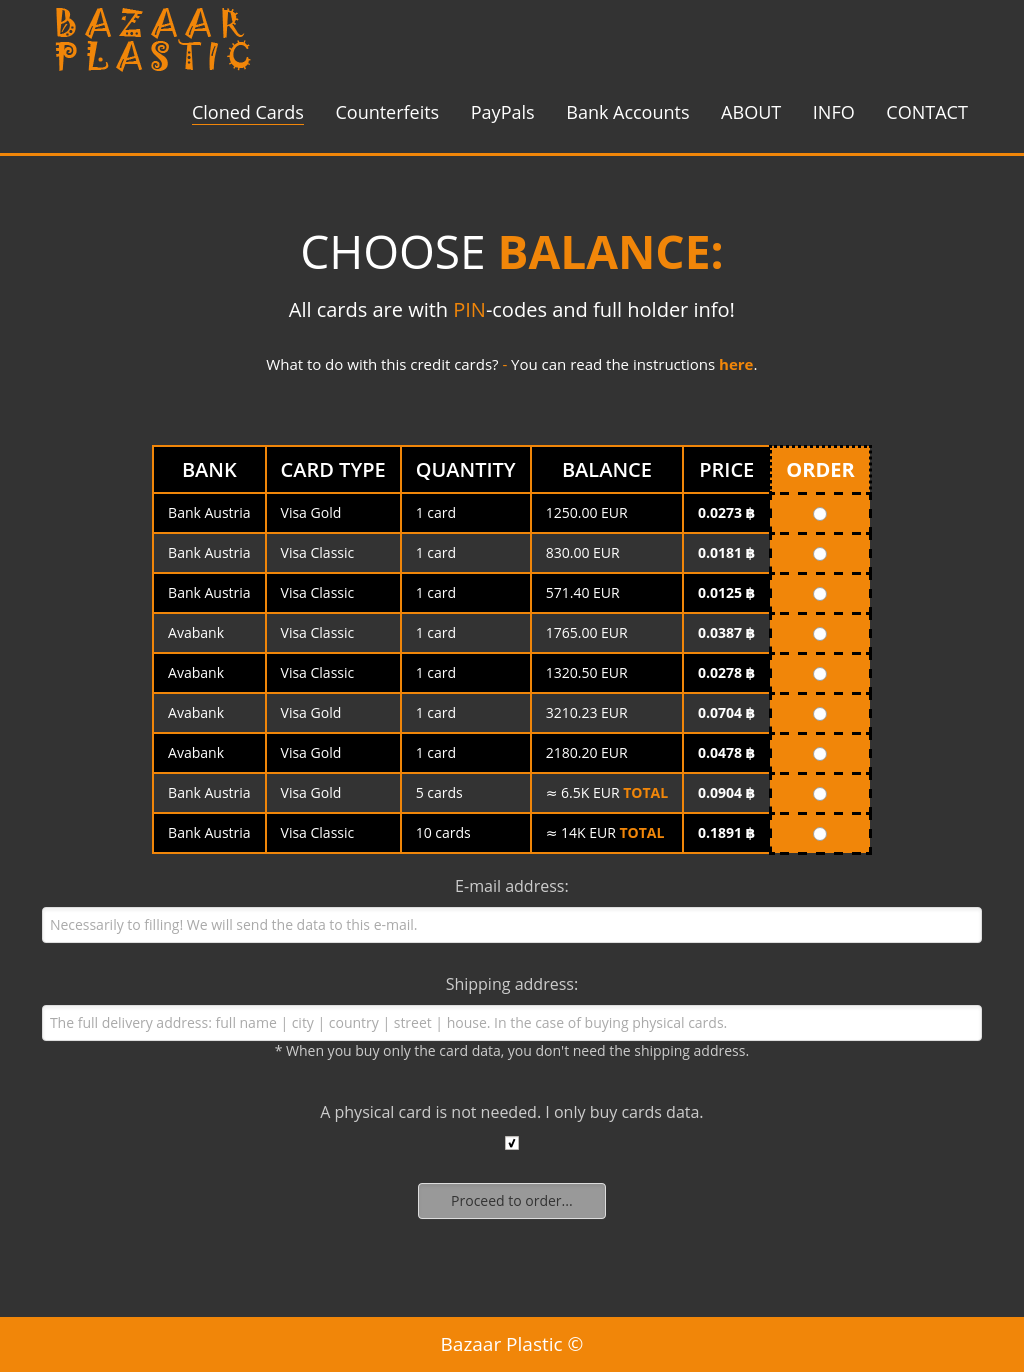 BAZAAR
PLASTIC
Cloned Cards Counterfeits PayPals Bank Accounts ABOUT INFO CONTACT
CHOOSE BALANCE:
All cards are with PIN-codes and full holder info!
What to do with this credit cards? - You can read the instructions here.
BANK CARD TYPE QUANTITY BALANCE PRICE ORDER
Bank Austria Visa Gold 1 card 1250.00 EUR 0.0273 ฿
Bank Austria Visa Classic 1 card 830.00 EUR 0.0181 ฿
Bank Austria Visa Classic 1 card 571.40 EUR 0.0125 ฿
Avabank Visa Classic 1 card 1765.00 EUR 0.0387 ฿
Avabank Visa Classic 1 card 1320.50 EUR 0.0278 ฿
Avabank Visa Gold 1 card 3210.23 EUR 0.0704 ฿
Avabank Visa Gold 1 card 2180.20 EUR 0.0478 ฿
Bank Austria Visa Gold 5 cards ≈ 6.5K EUR TOTAL 0.0904 ฿
Bank Austria Visa Classic 10 cards ≈ 14K EUR TOTAL 0.1891 ฿
E-mail address:
Necessarily to filling! We will send the data to this e-mail.
Shipping address:
The full delivery address: full name | city | country | street | house. In the case of buying physical cards.
* When you buy only the card data, you don't need the shipping address.
A physical card is not needed. I only buy cards data.
Proceed to order...
Bazaar Plastic ©